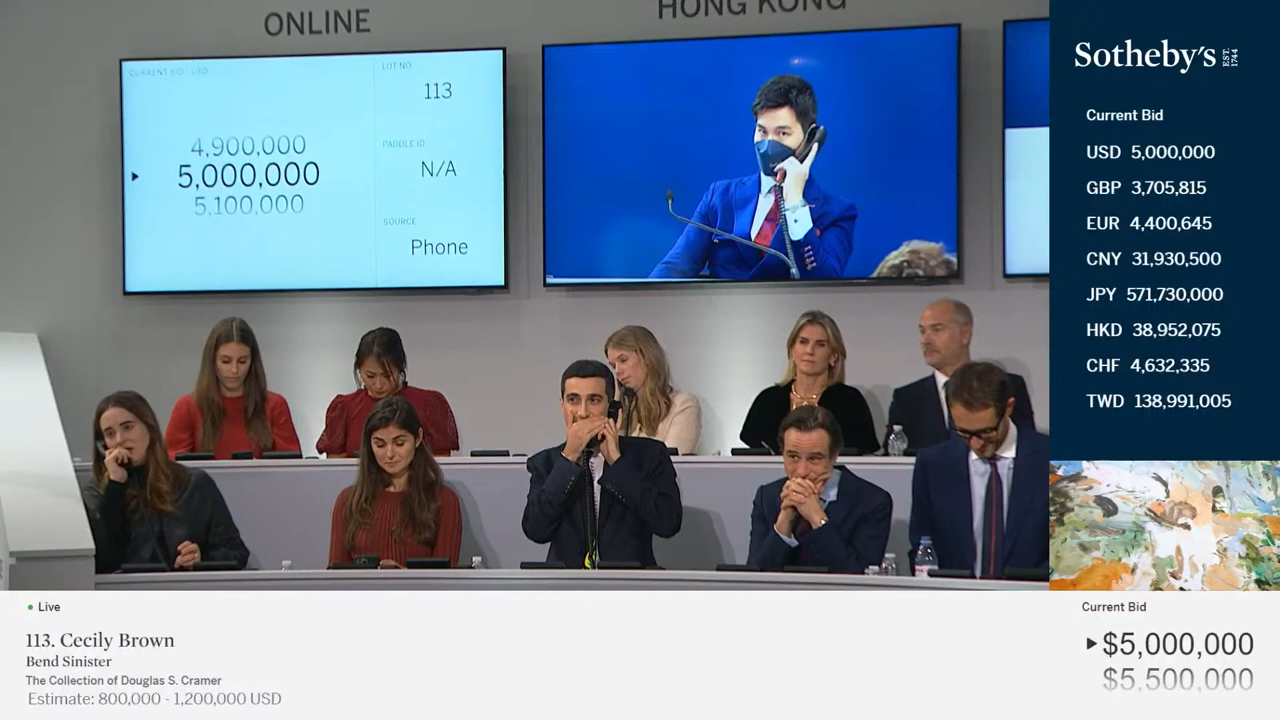 ONLINE
HONG KONG
CURRENT BID : USD
4,900,000
5,000,000
5,100,000
LOT NO.
113
PADDLE ID
N/A
SOURCE
Phone
Sotheby's EST. 1744
Current Bid
USD 5,000,000
GBP 3,705,815
EUR 4,400,645
CNY 31,930,500
JPY 571,730,000
HKD 38,952,075
CHF 4,632,335
TWD 138,991,005
Live
113. Cecily Brown
Bend Sinister
The Collection of Douglas S. Cramer
Estimate: 800,000 - 1,200,000 USD
Current Bid
$5,000,000
$5,500,000